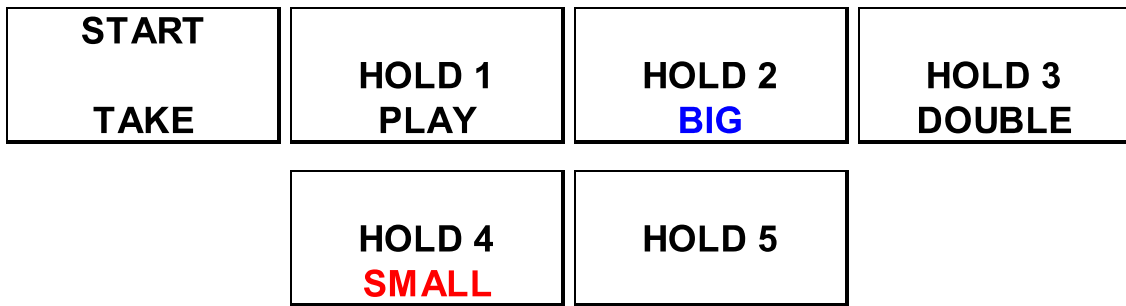 START
TAKE
HOLD 1
PLAY
HOLD 2
BIG
HOLD 3
DOUBLE
HOLD 4
SMALL
HOLD 5